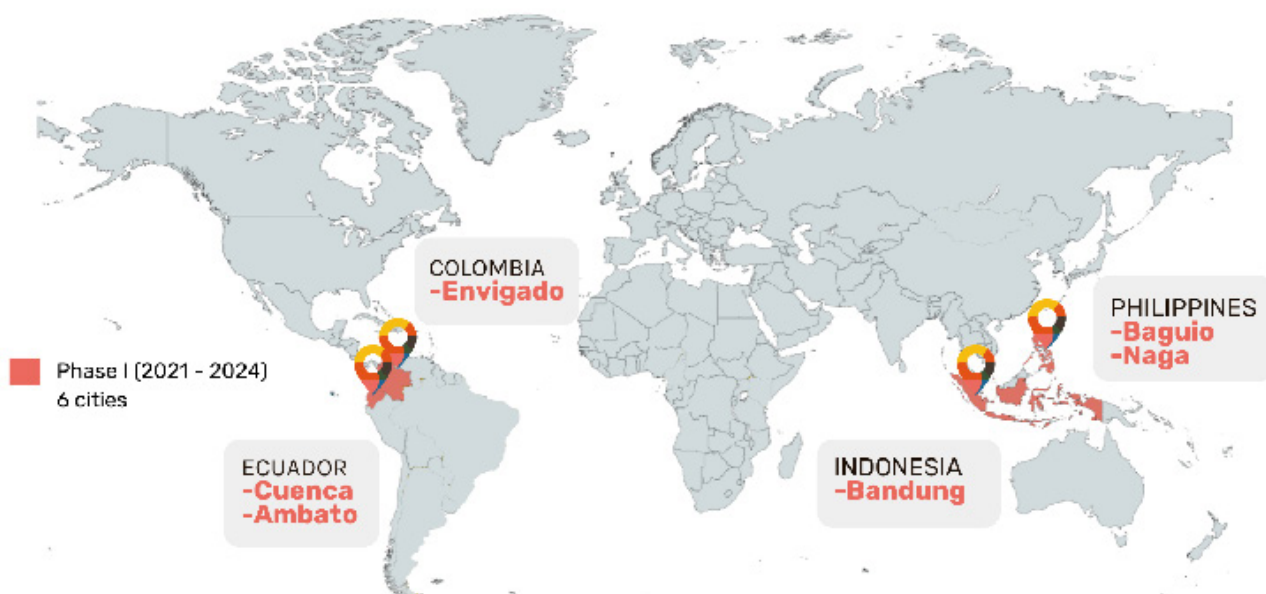 COLOMBIA
-Envigado
PHILIPPINES
-Baguio
-Naga
Phase I (2021 - 2024)
6 cities
ECUADOR
-Cuenca
-Ambato
INDONESIA
-Bandung